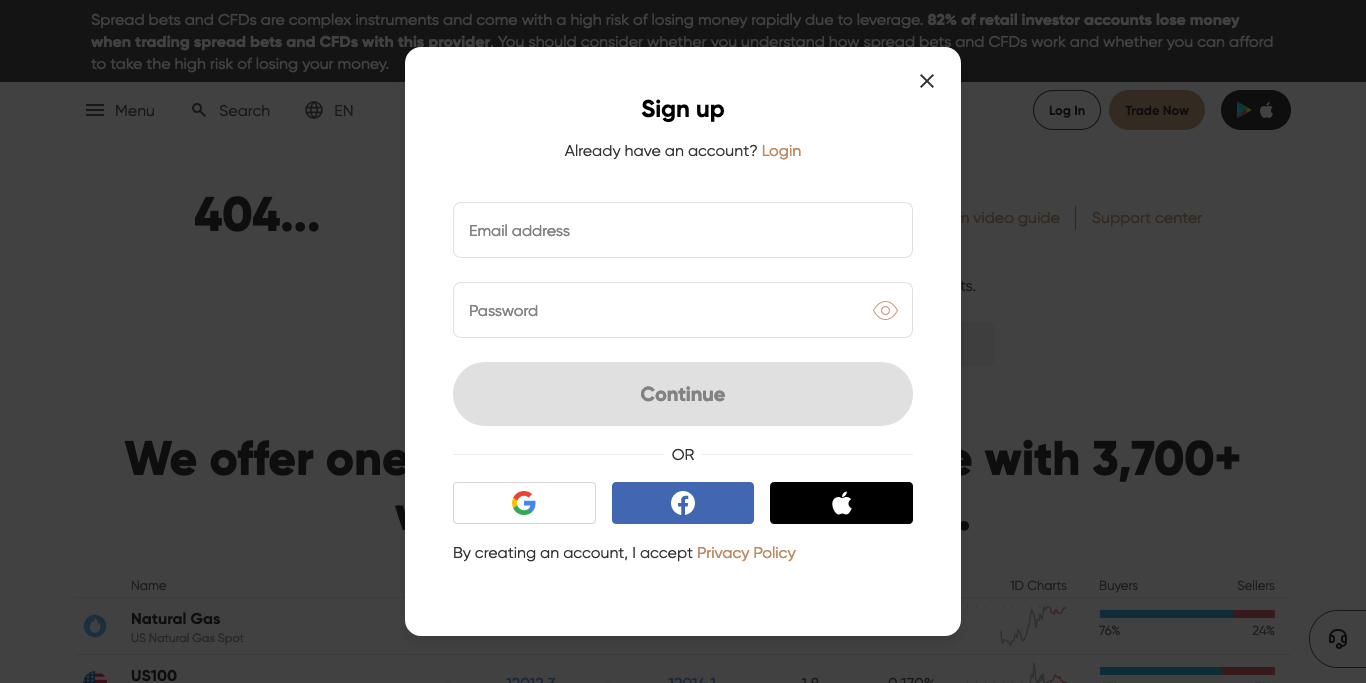 Spread bets and CFDs are complex instruments and come with a high risk of losing money rapidly due to leverage. 82% of retail investor accounts lose money
when trading spread bets and CFDs with this provider. You should consider whether you understand how spread bets and CFDs work and whether you can afford
to take the high risk of losing your money.
Menu Search EN Log In Trade Now
Sign up
Already have an account? Login
404...
video guide Support center
Email address
Password
Continue
We offer one with 3,700+
OR
By creating an account, I accept Privacy Policy
Name 1D Charts Buyers Sellers
Natural Gas
US Natural Gas Spot
76% 24%
US100